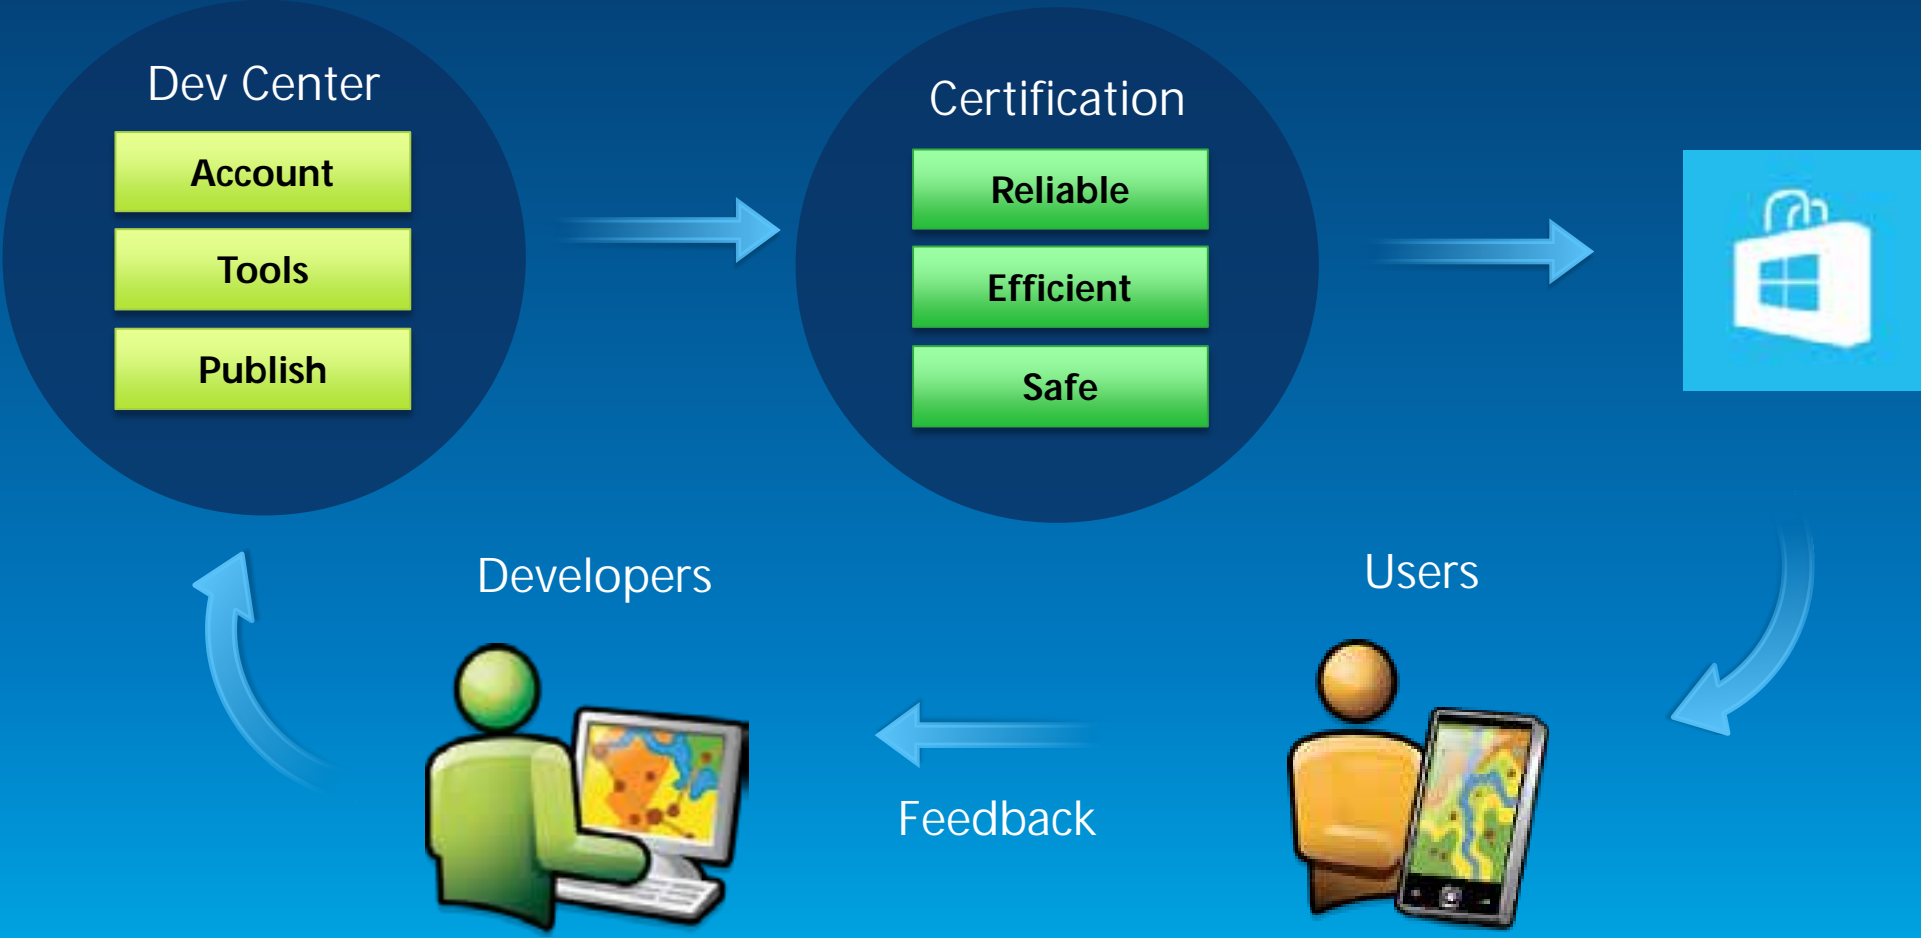 Dev Center
Account
Tools
Publish
Certification
Reliable
Efficient
Safe
Developers
Users
Feedback